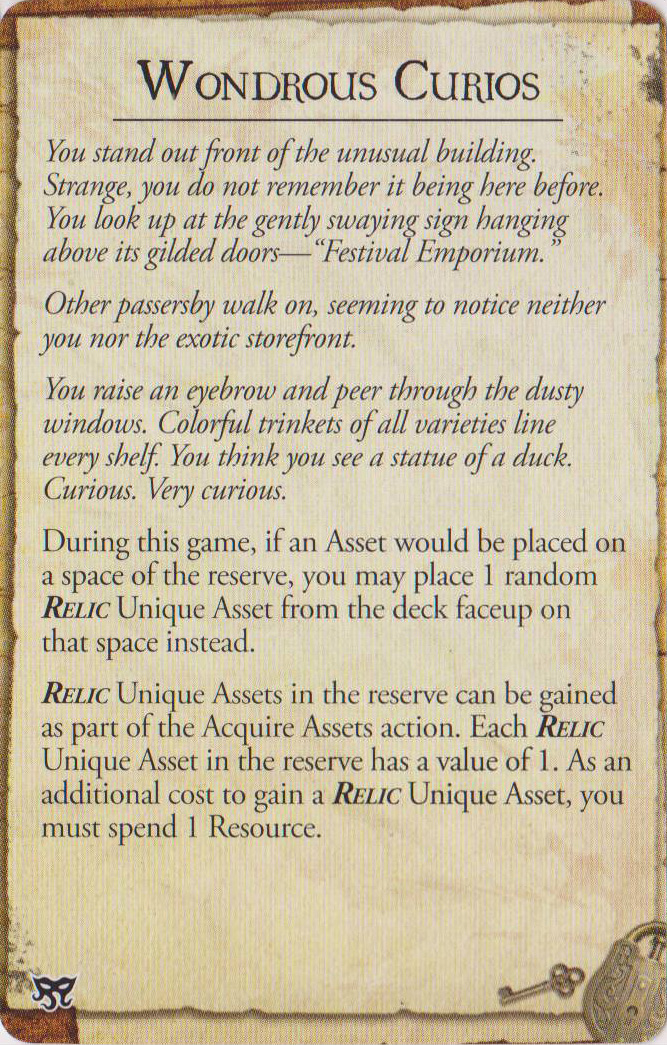 Wondrous Curios
You stand out front of the unusual building.
Strange, you do not remember it being here before.
You look up at the gently swaying sign hanging
above its gilded doors—“Festival Emporium.”
Other passersby walk on, seeming to notice neither
you nor the exotic storefront.
You raise an eyebrow and peer through the dusty
windows. Colorful trinkets of all varieties line
every shelf. You think you see a statue of a duck.
Curious. Very curious.
During this game, if an Asset would be placed on
a space of the reserve, you may place 1 random
Relic Unique Asset from the deck faceup on
that space instead.
Relic Unique Assets in the reserve can be gained
as part of the Acquire Assets action. Each Relic
Unique Asset in the reserve has a value of 1. As an
additional cost to gain a Relic Unique Asset, you
must spend 1 Resource.